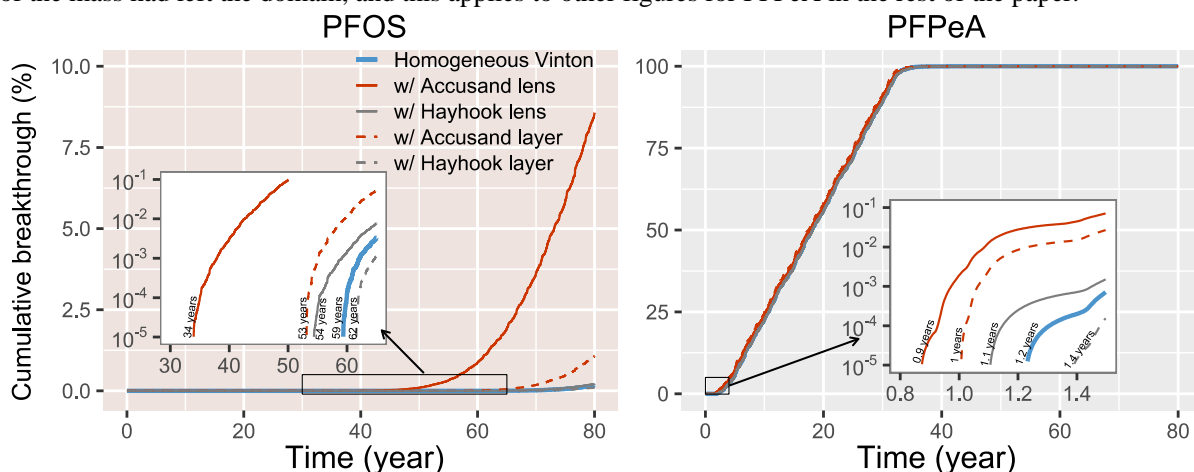 of the mass had left the domain, and this applies to other figures for PFPeA in the rest of the paper.
PFOS
PFPeA
Cumulative breakthrough (%)
10.0
7.5
5.0
2.5
0.0
Homogeneous Vinton
w/ Accusand lens
w/ Hayhook lens
w/ Accusand layer
w/ Hayhook layer
10-1
10-2
10-3
10-4
10-5
34 years
53 years
54 years
59 years
62 years
30 40 50 60
0 20 40 60 80
Time (year)
100
75
50
25
0
10-1
10-2
10-3
10-4
10-5
0.9 years
1 years
1.1 years
1.2 years
1.4 years
0.8 1.0 1.2 1.4
0 20 40 60 80
Time (year)